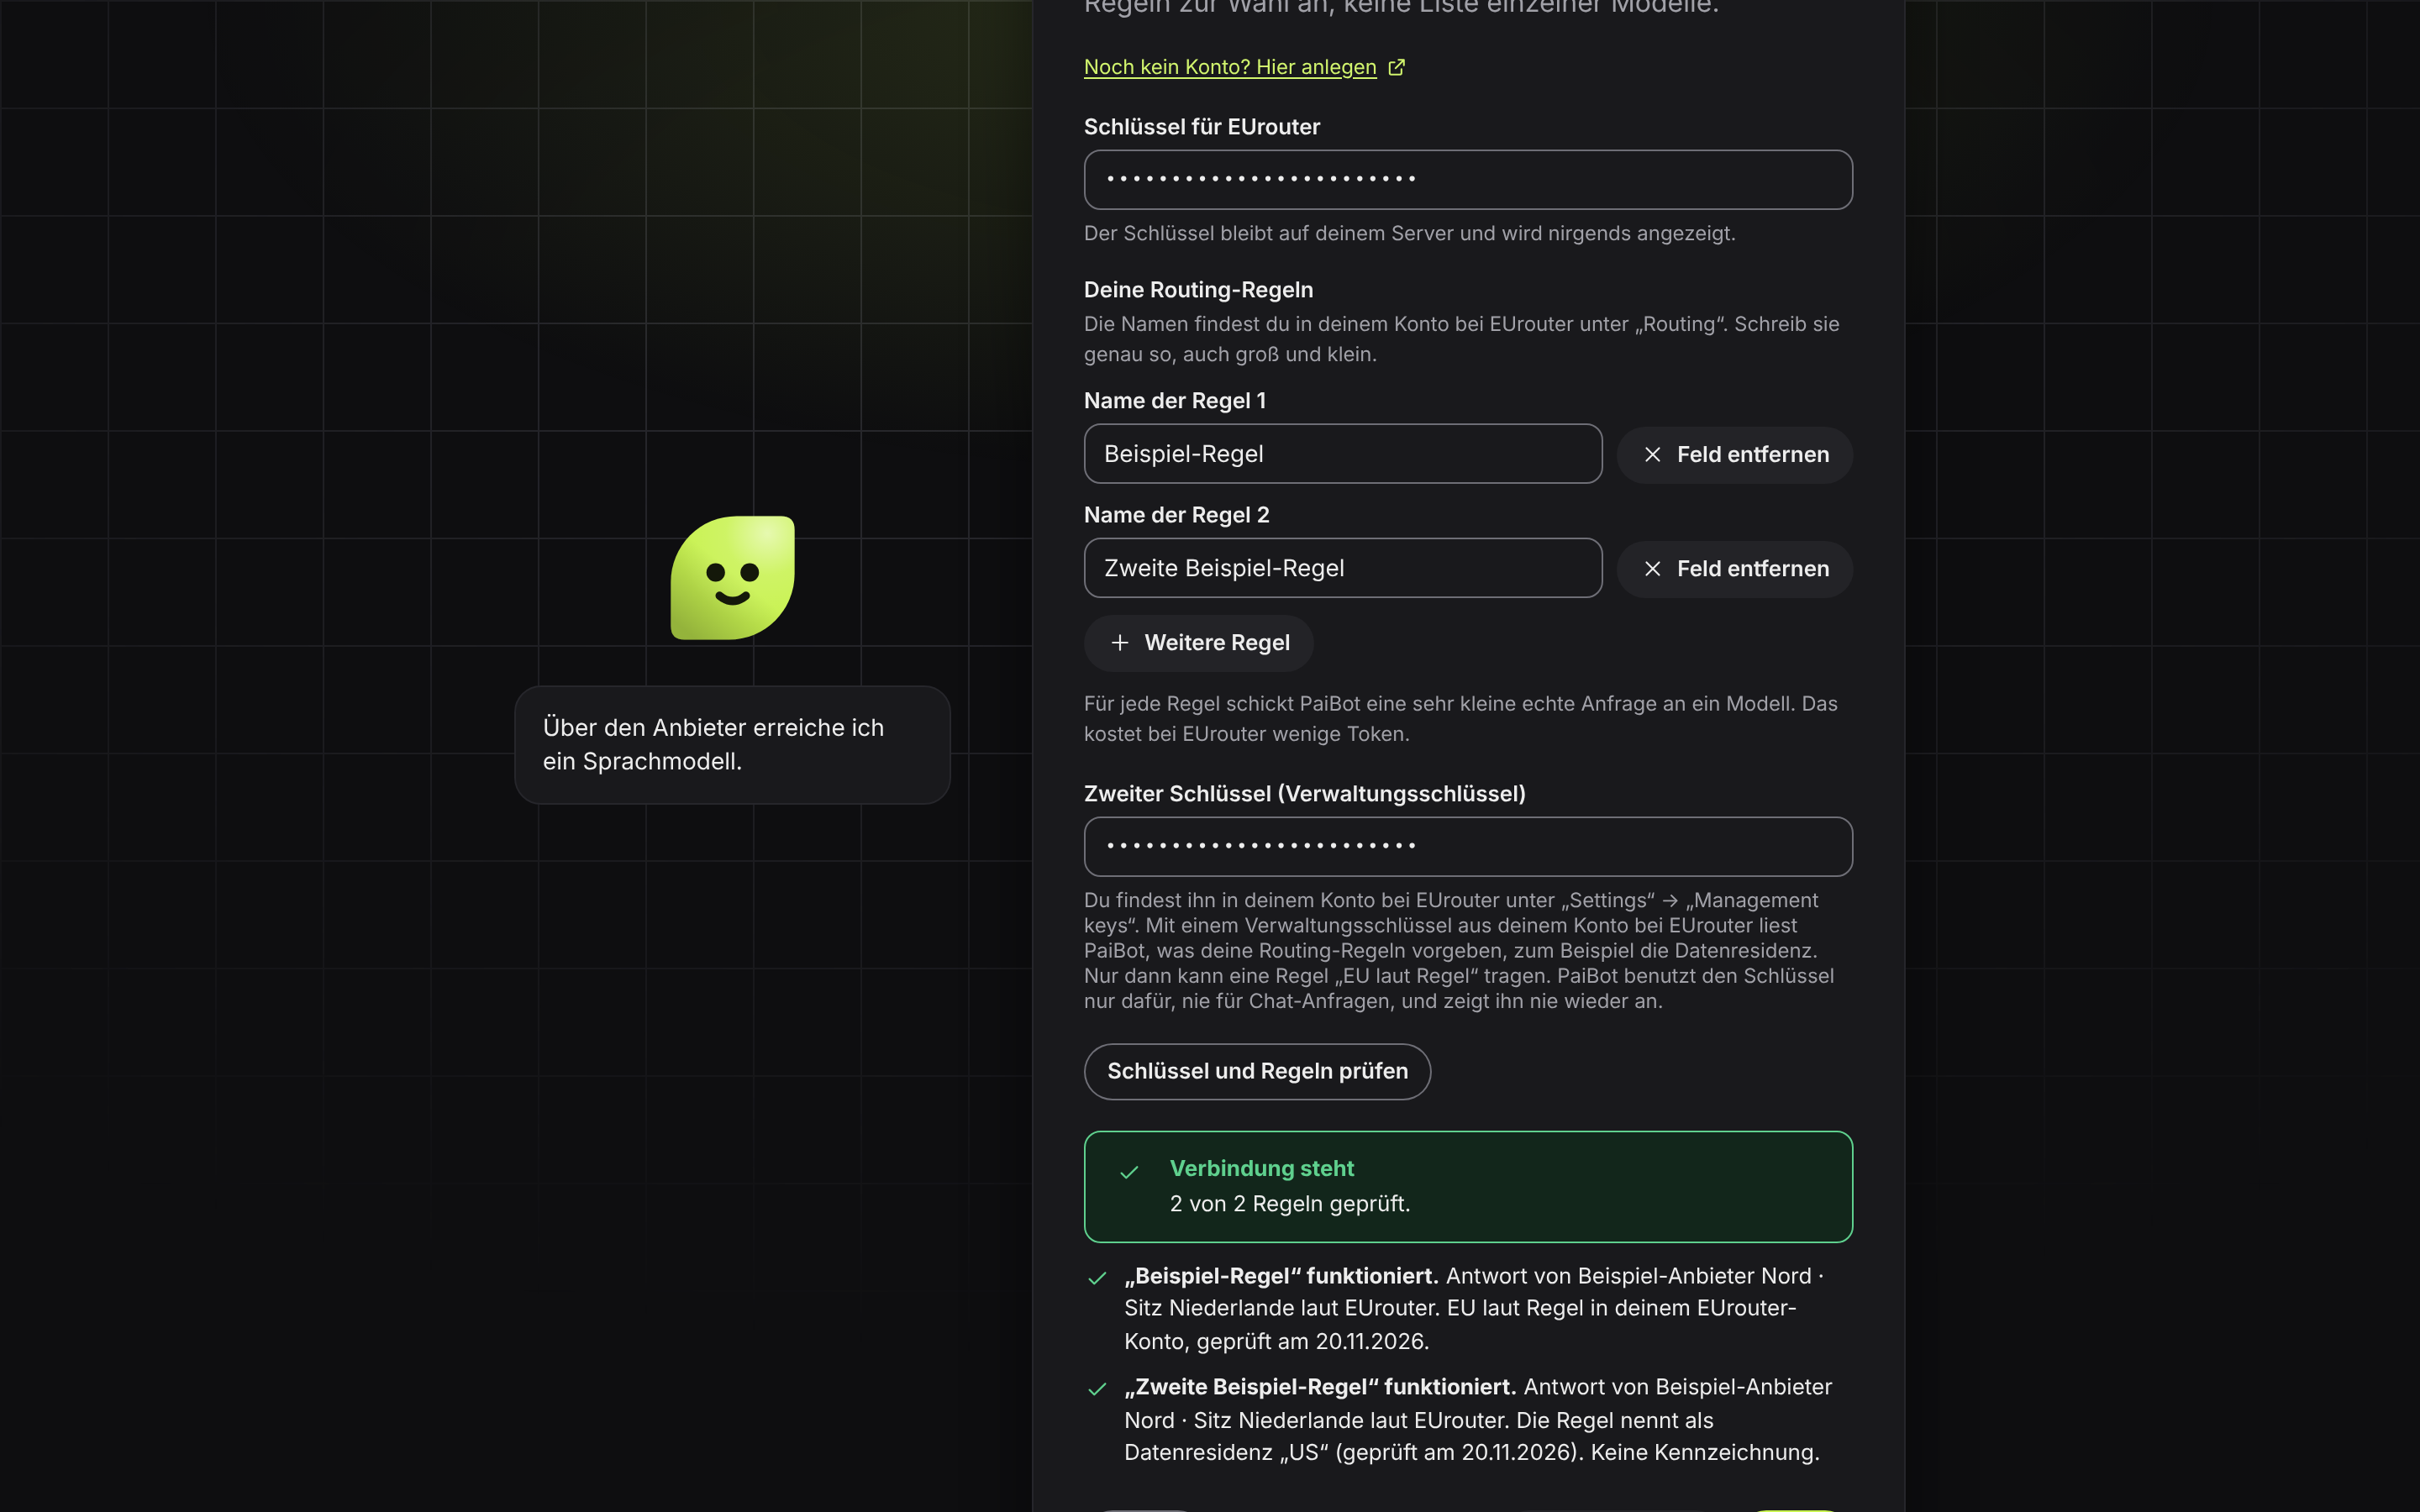 Regeln zur Wahl an, keine Liste einzelner Modelle.
Noch kein Konto? Hier anlegen
Schlüssel für EUrouter
••••••••••••••••••••••••
Der Schlüssel bleibt auf deinem Server und wird nirgends angezeigt.
Deine Routing-Regeln
Die Namen findest du in deinem Konto bei EUrouter unter „Routing“. Schreib sie
genau so, auch groß und klein.
Name der Regel 1
Beispiel-Regel
Feld entfernen
Name der Regel 2
Zweite Beispiel-Regel
Feld entfernen
Weitere Regel
Für jede Regel schickt PaiBot eine sehr kleine echte Anfrage an ein Modell. Das
kostet bei EUrouter wenige Token.
Über den Anbieter erreiche ich
ein Sprachmodell.
Zweiter Schlüssel (Verwaltungsschlüssel)
••••••••••••••••••••••••
Du findest ihn in deinem Konto bei EUrouter unter „Settings“ → „Management
keys“. Mit einem Verwaltungsschlüssel aus deinem Konto bei EUrouter liest
PaiBot, was deine Routing-Regeln vorgeben, zum Beispiel die Datenresidenz.
Nur dann kann eine Regel „EU laut Regel“ tragen. PaiBot benutzt den Schlüssel
nur dafür, nie für Chat-Anfragen, und zeigt ihn nie wieder an.
Schlüssel und Regeln prüfen
Verbindung steht
2 von 2 Regeln geprüft.
„Beispiel-Regel“ funktioniert. Antwort von Beispiel-Anbieter Nord ·
Sitz Niederlande laut EUrouter. EU laut Regel in deinem EUrouter-
Konto, geprüft am 20.11.2026.
„Zweite Beispiel-Regel“ funktioniert. Antwort von Beispiel-Anbieter
Nord · Sitz Niederlande laut EUrouter. Die Regel nennt als
Datenresidenz „US“ (geprüft am 20.11.2026). Keine Kennzeichnung.